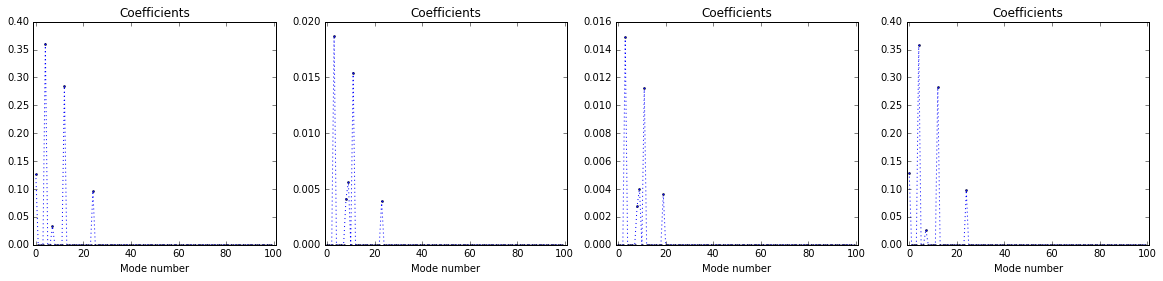 Coefficients Coefficients Coefficients Coefficients
0.40 0.020 0.016 0.40
0.35 0.014 0.35
0.30 0.015 0.012 0.30
0.25 0.010 0.25
0.20 0.010 0.008 0.20
0.15 0.006 0.15
0.10 0.005 0.004 0.10
0.05 0.002 0.05
0.00 0.000 0.000 0.00
0 20 40 60 80 100 0 20 40 60 80 100 0 20 40 60 80 100 0 20 40 60 80 100
Mode number Mode number Mode number Mode number